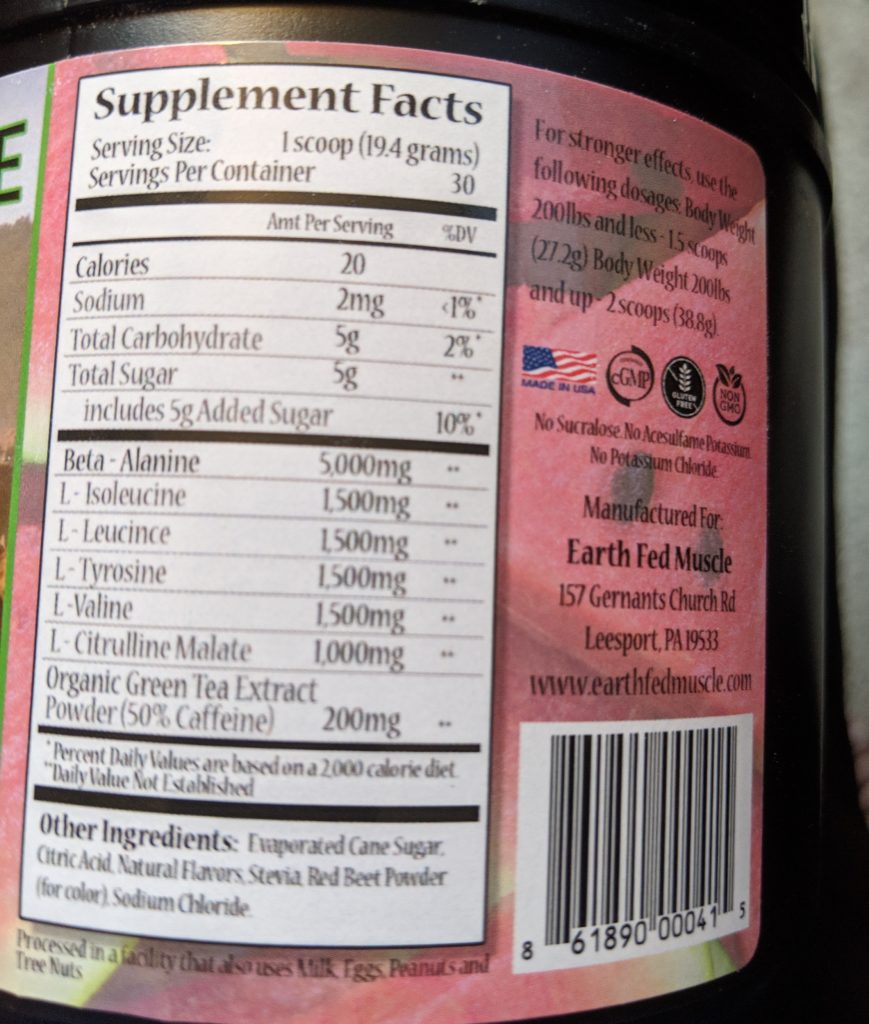 E
Supplement Facts
Serving Size: 1 scoop (19.4 grams)
Servings Per Container 30
Amt Per Serving %DV
Calories 20
Sodium 2mg <1%*
Total Carbohydrate 5g 2%*
Total Sugar 5g **
includes 5g Added Sugar 10%*
Beta - Alanine 5,000mg **
L - Isoleucine 1,500mg **
L - Leucince 1,500mg **
L - Tyrosine 1,500mg **
L -Valine 1,500mg **
L - Citrulline Malate 1,000mg **
Organic Green Tea Extract
Powder (50% Caffeine) 200mg **
*Percent Daily Values are based on a 2,000 calorie diet.
**Daily Value Not Established
Other Ingredients: Evaporated Cane Sugar,
Citric Acid, Natural Flavors, Stevia, Red Beet Powder
(for color), Sodium Chloride.
Processed in a facility that also uses Milk, Eggs, Peanuts and
Tree Nuts
For stronger effects, use the
following dosages: Body Weight
200lbs and less - 1.5 scoops
(27.2g) Body Weight 200lbs
and up - 2 scoops (38.8g).
MADE IN USA
cGMP
GLUTEN
FREE
NON
GMO
No Sucralose. No Acesulfame Potassium.
No Potassium Chloride.
Manufactured For:
Earth Fed Muscle
157 Gernants Church Rd
Leesport, PA 19533
www.earthfedmuscle.com
8 61890 00041 5